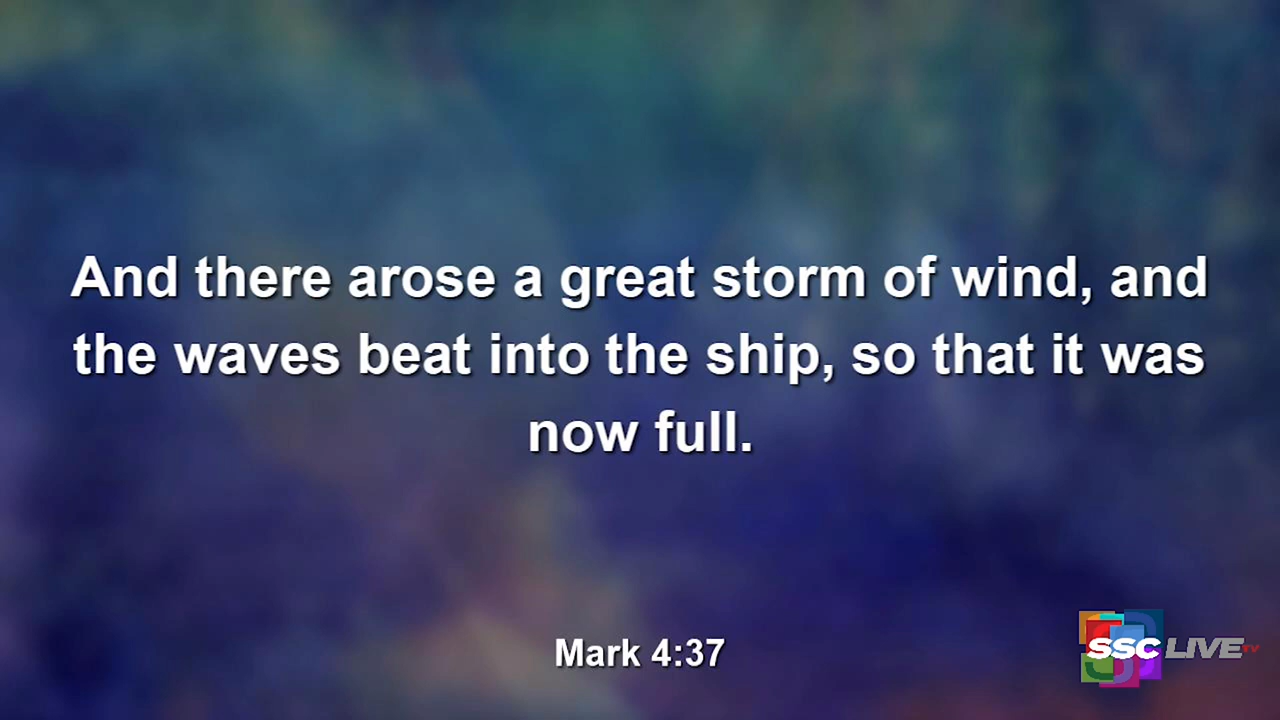 And there arose a great storm of wind, and
the waves beat into the ship, so that it was
now full.
Mark 4:37
SSC LIVE TV